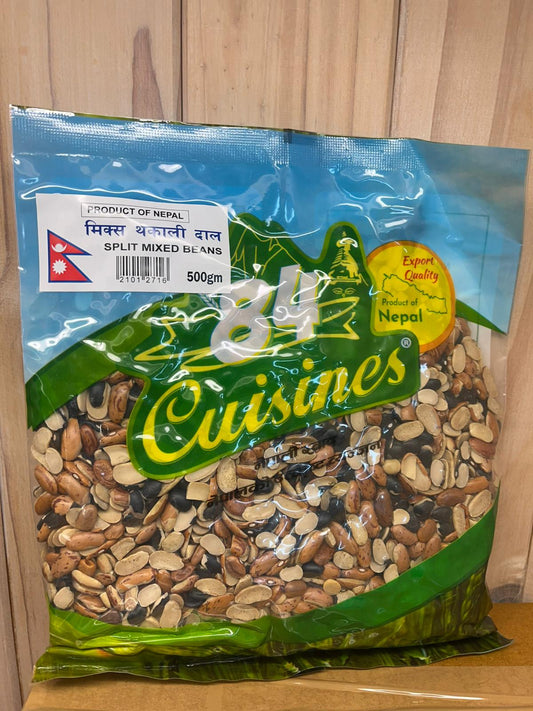 PRODUCT OF NEPAL
मिक्स थकाली दाल
SPLIT MIXED BEANS
2101 2716
500gm
84
Cuisines®
Export
Quality
Product of
Nepal